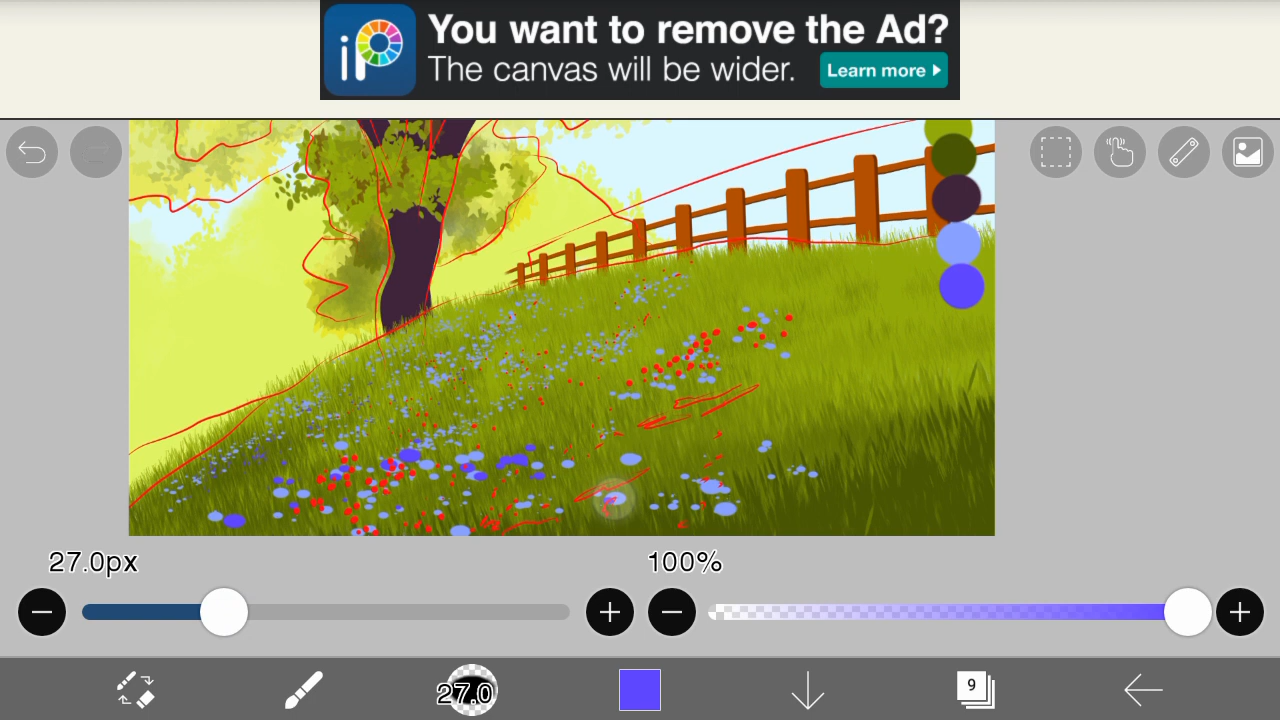 iP
You want to remove the Ad?
The canvas will be wider.
Learn more
27.0px
100%
27.0
9